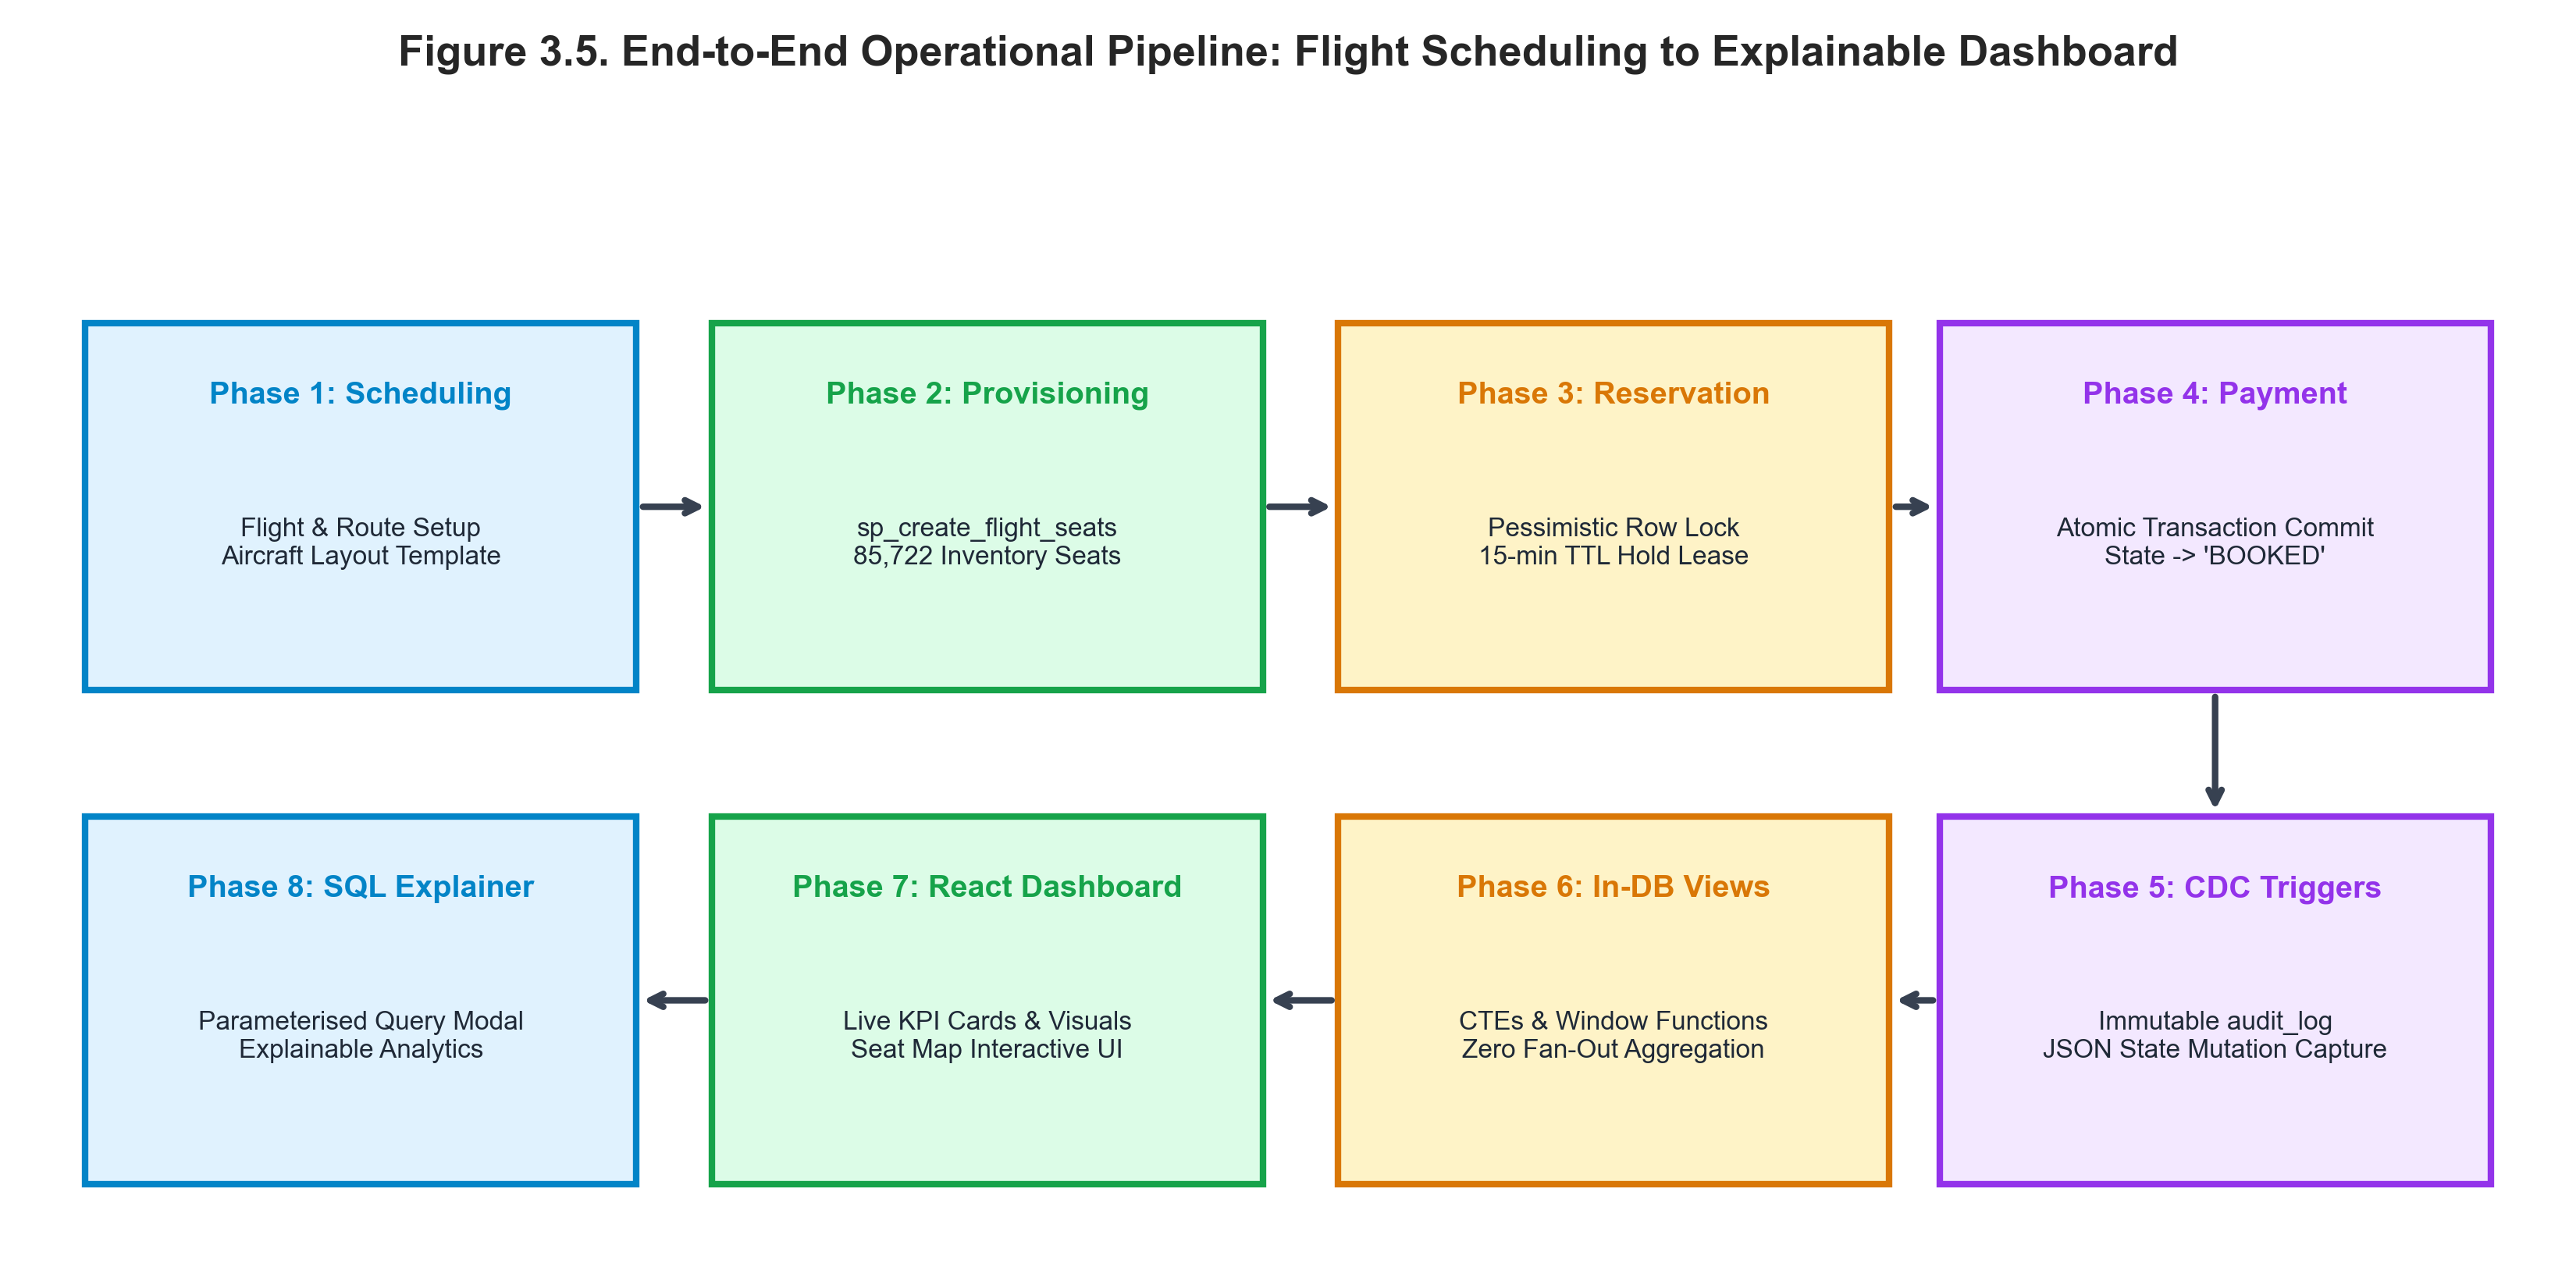 Figure 3.5. End-to-End Operational Pipeline: Flight Scheduling to Explainable Dashboard
Phase 1: Scheduling
Flight & Route Setup
Aircraft Layout Template
Phase 2: Provisioning
sp_create_flight_seats
85,722 Inventory Seats
Phase 3: Reservation
Pessimistic Row Lock
15-min TTL Hold Lease
Phase 4: Payment
Atomic Transaction Commit
State -> 'BOOKED'
Phase 5: CDC Triggers
Immutable audit_log
JSON State Mutation Capture
Phase 6: In-DB Views
CTEs & Window Functions
Zero Fan-Out Aggregation
Phase 7: React Dashboard
Live KPI Cards & Visuals
Seat Map Interactive UI
Phase 8: SQL Explainer
Parameterised Query Modal
Explainable Analytics